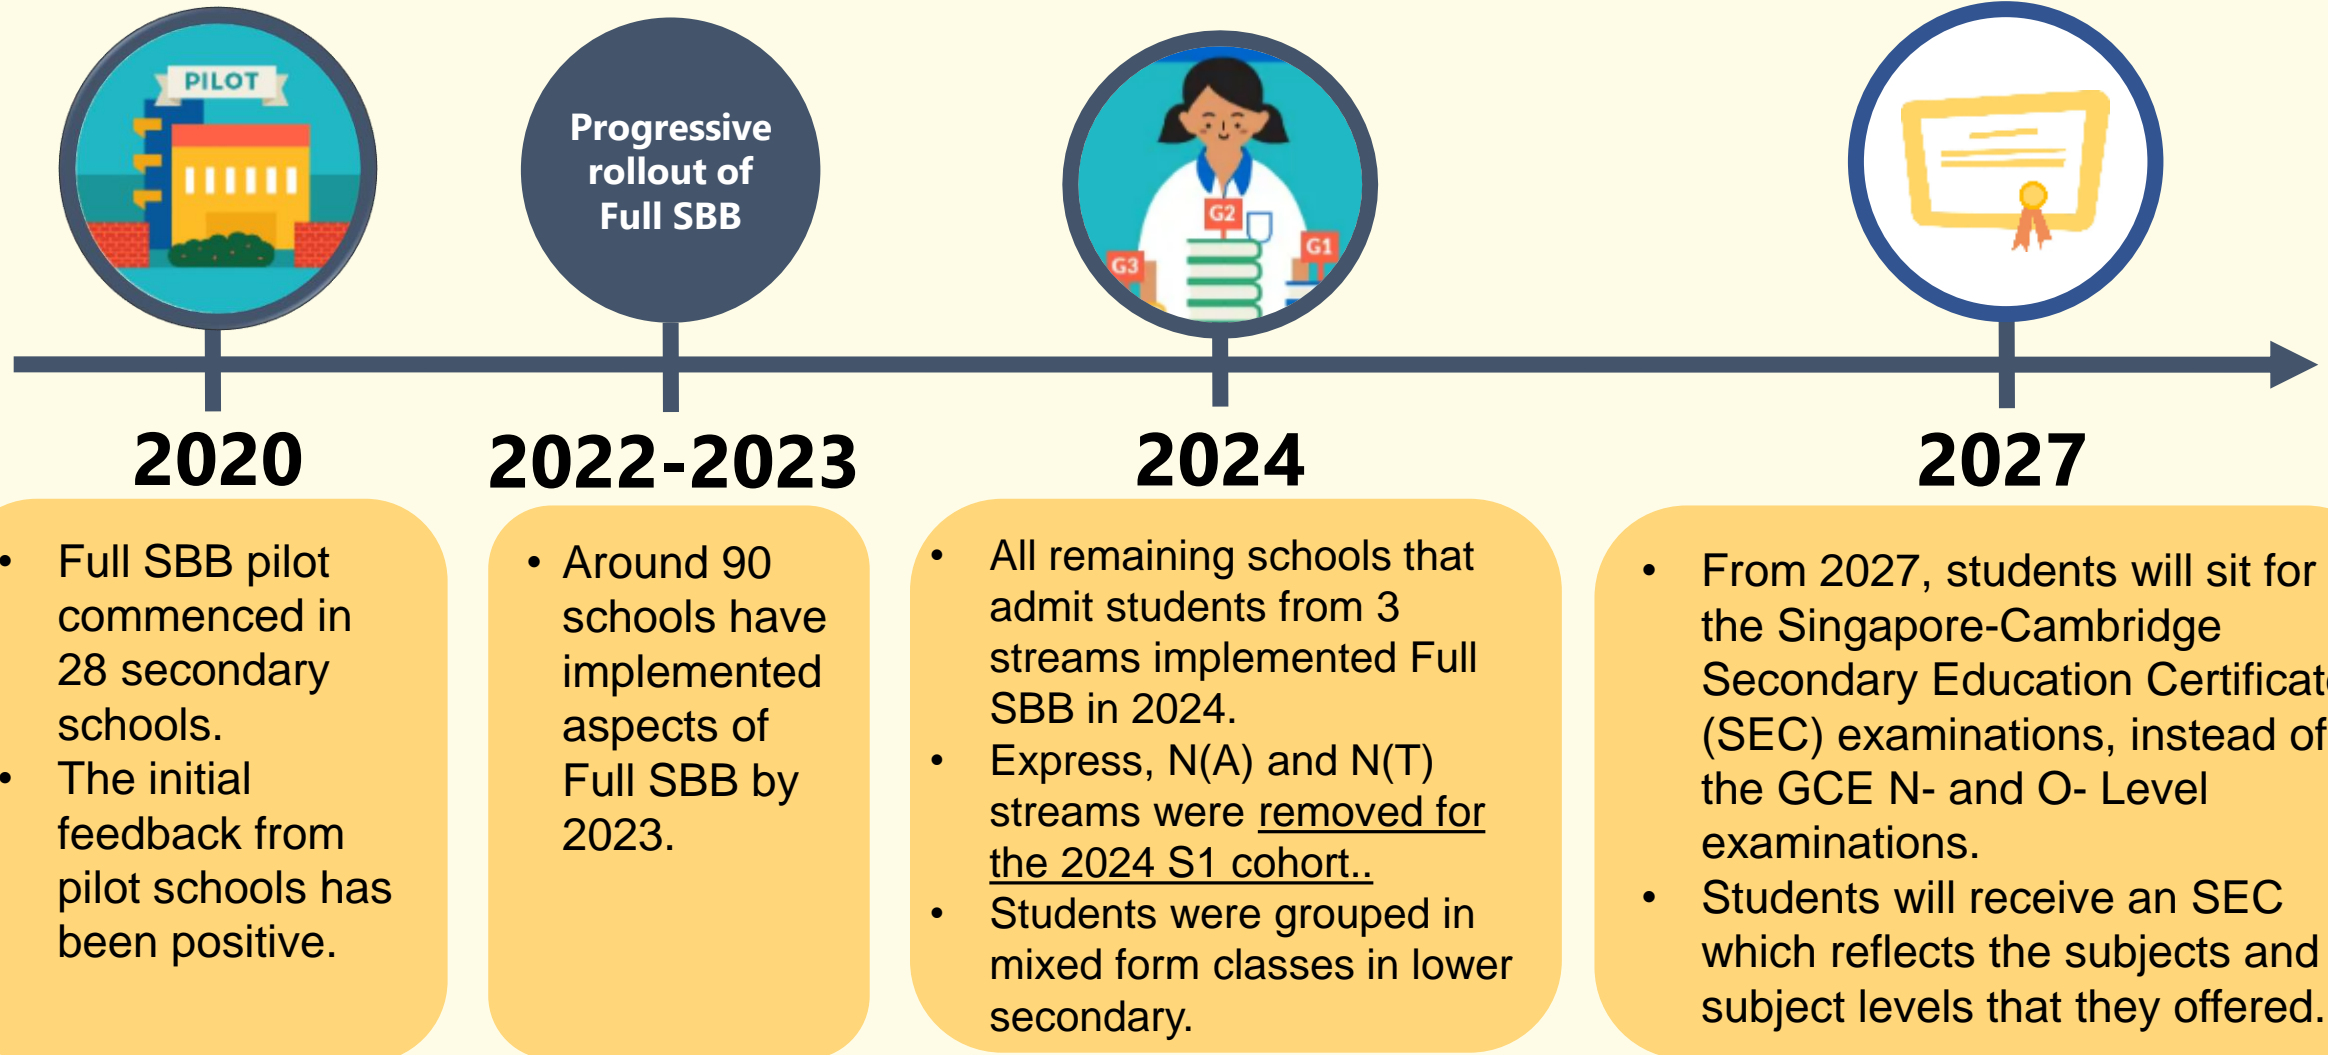 PILOT
Progressive
rollout of
Full SBB
G2
G1
G3
2020
2022-2023
2024
2027
• Full SBB pilot
commenced in
28 secondary
schools.
• The initial
feedback from
pilot schools has
been positive.
• Around 90
schools have
implemented
aspects of
Full SBB by
2023.
• All remaining schools that
admit students from 3
streams implemented Full
SBB in 2024.
• Express, N(A) and N(T)
streams were removed for
the 2024 S1 cohort..
• Students were grouped in
mixed form classes in lower
secondary.
• From 2027, students will sit for
the Singapore-Cambridge
Secondary Education Certificate
(SEC) examinations, instead of
the GCE N- and O- Level
examinations.
• Students will receive an SEC
which reflects the subjects and
subject levels that they offered.